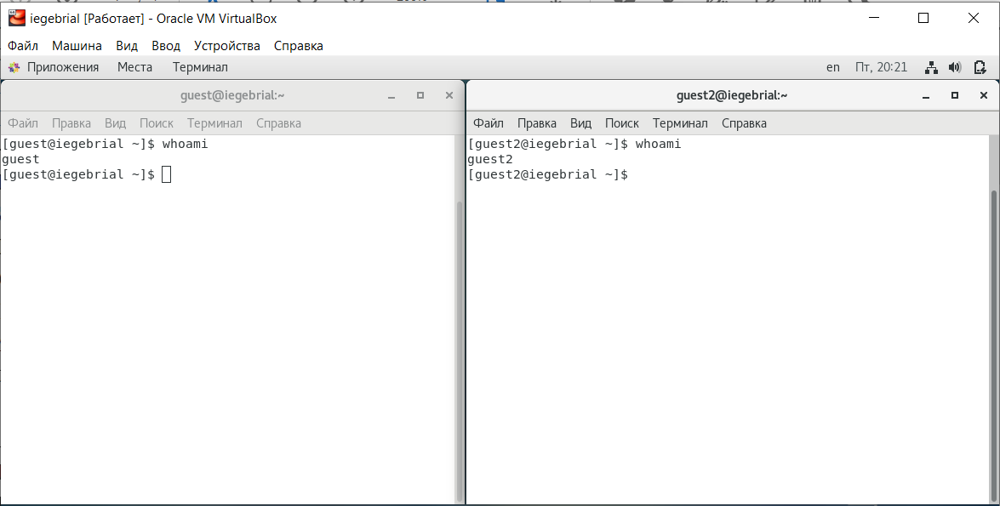 iegebrial [Работает] - Oracle VM VirtualBox
Файл Машина Вид Ввод Устройства Справка
Приложения Места Терминал en Пт, 20:21
guest@iegebrial:~
Файл Правка Вид Поиск Терминал Справка
[guest@iegebrial ~]$ whoami
guest
[guest@iegebrial ~]$
guest2@iegebrial:~
Файл Правка Вид Поиск Терминал Справка
[guest2@iegebrial ~]$ whoami
guest2
[guest2@iegebrial ~]$